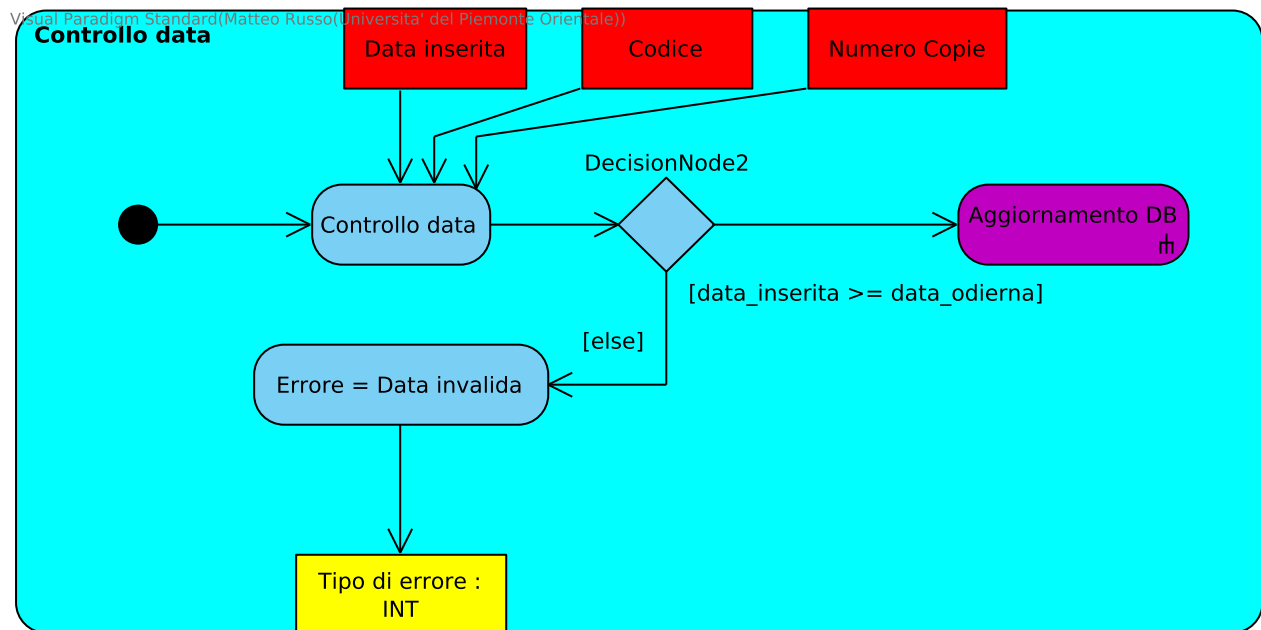 Visual Paradigm Standard(Matteo Russo(Universita' del Piemonte Orientale))
Controllo data
Data inserita
Codice
Numero Copie
DecisionNode2
Controllo data
Aggiornamento DB
[data_inserita >= data_odierna]
[else]
Errore = Data invalida
Tipo di errore :
INT